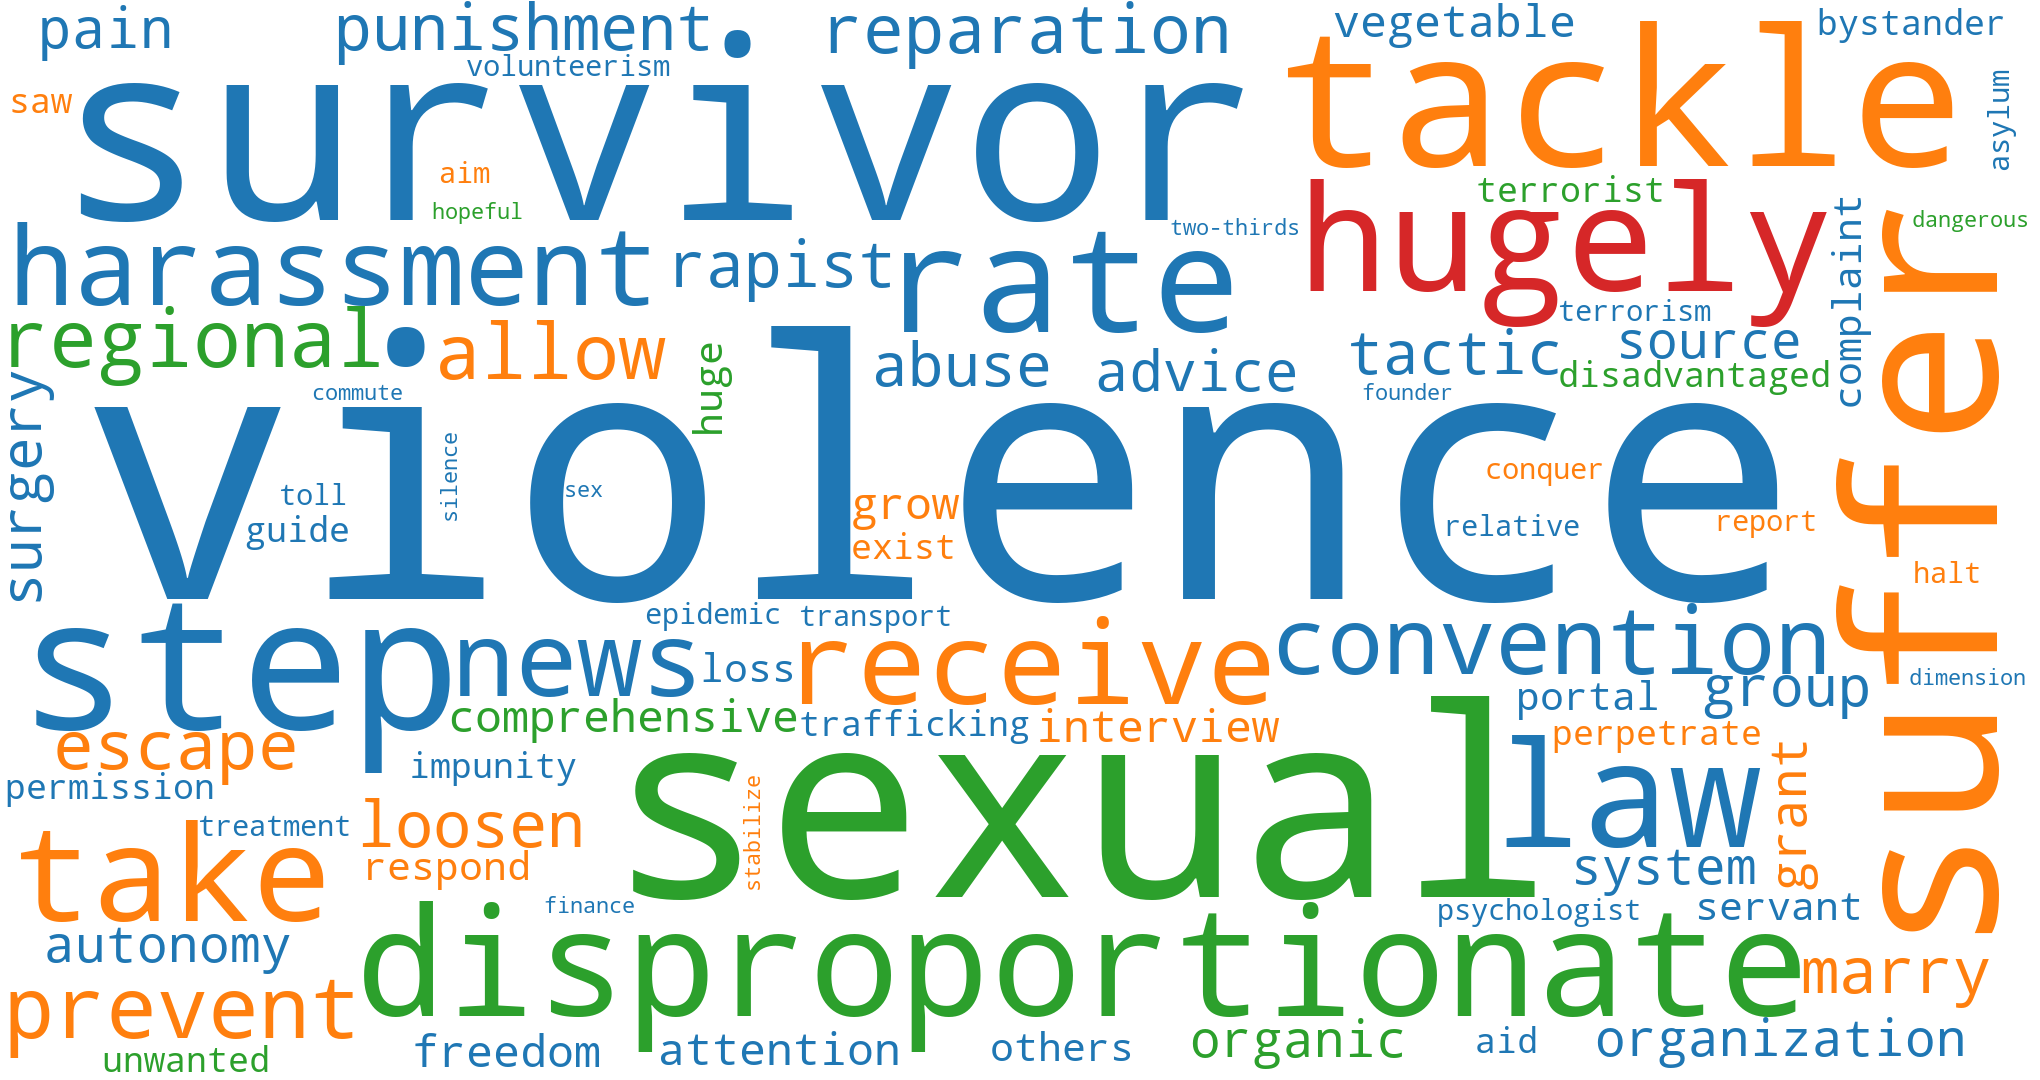 pain
punishment
reparation
vegetable
bystander
volunteerism
saw
survivor
tackle
asylum
aim
hopeful
terrorist
hugely
two-thirds
dangerous
harassment
rapist
rate
complaint
suffer
regional
allow
terrorism
source
huge
abuse
advice
tactic
disadvantaged
surgery
commute
founder
violence
silence
toll
sex
grow
conquer
guide
exist
relative
report
halt
epidemic
transport
step
news
loss
receive
convention
dimension
portal
group
comprehensive
trafficking
interview
perpetrate
escape
impunity
sexual
law
grant
permission
stabilize
treatment
loosen
take
respond
system
finance
psychologist
servant
autonomy
disproportionate
marry
prevent
unwanted
freedom
attention
others
organic
aid
organization